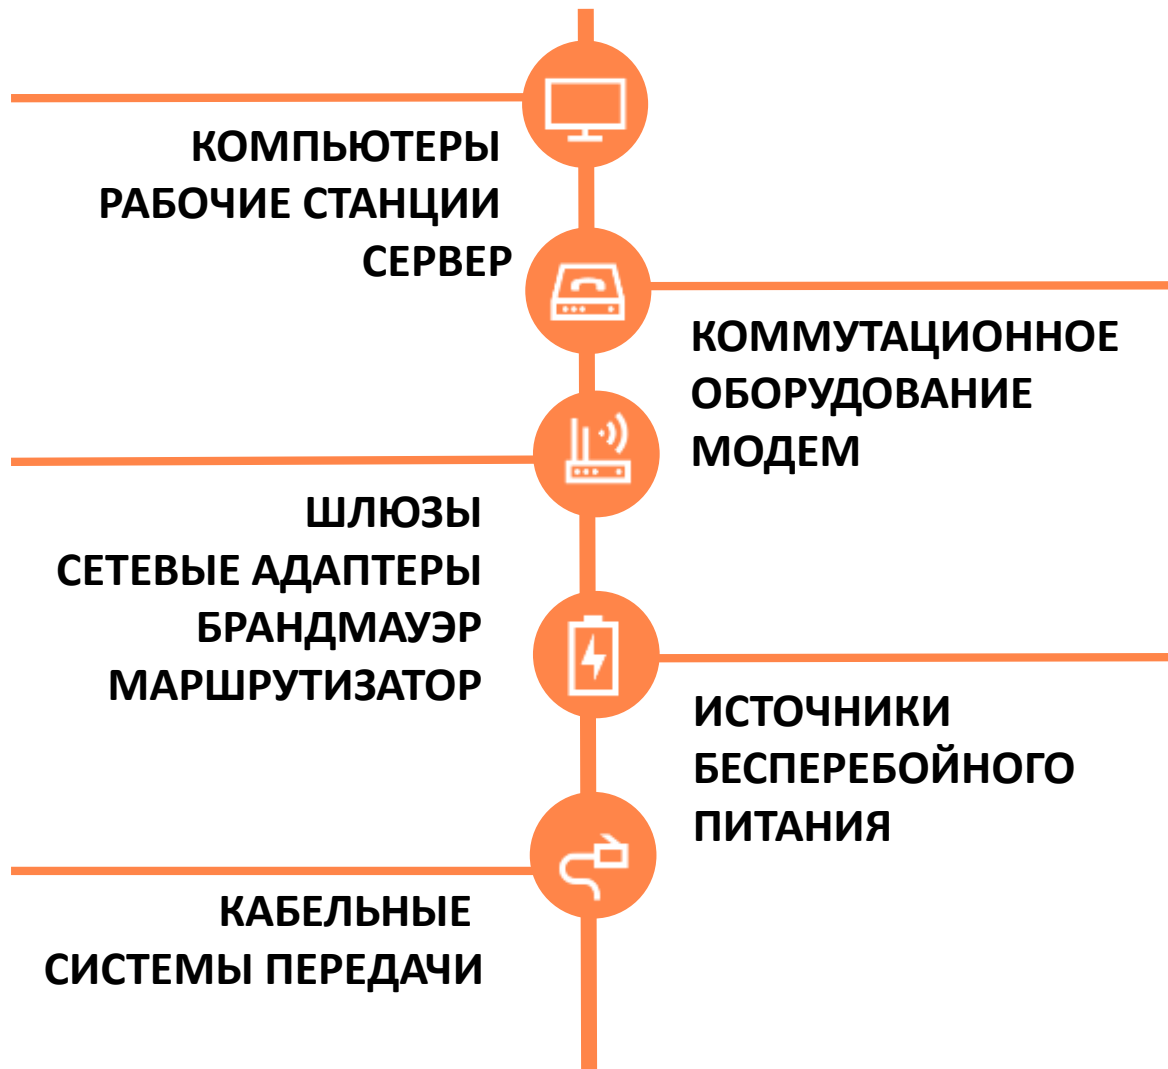 КОМПЬЮТЕРЫ
РАБОЧИЕ СТАНЦИИ
СЕРВЕР
КОММУТАЦИОННОЕ
ОБОРУДОВАНИЕ
МОДЕМ
ШЛЮЗЫ
СЕТЕВЫЕ АДАПТЕРЫ
БРАНДМАУЭР
МАРШРУТИЗАТОР
ИСТОЧНИКИ
БЕСПЕРЕБОЙНОГО
ПИТАНИЯ
КАБЕЛЬНЫЕ
СИСТЕМЫ ПЕРЕДАЧИ